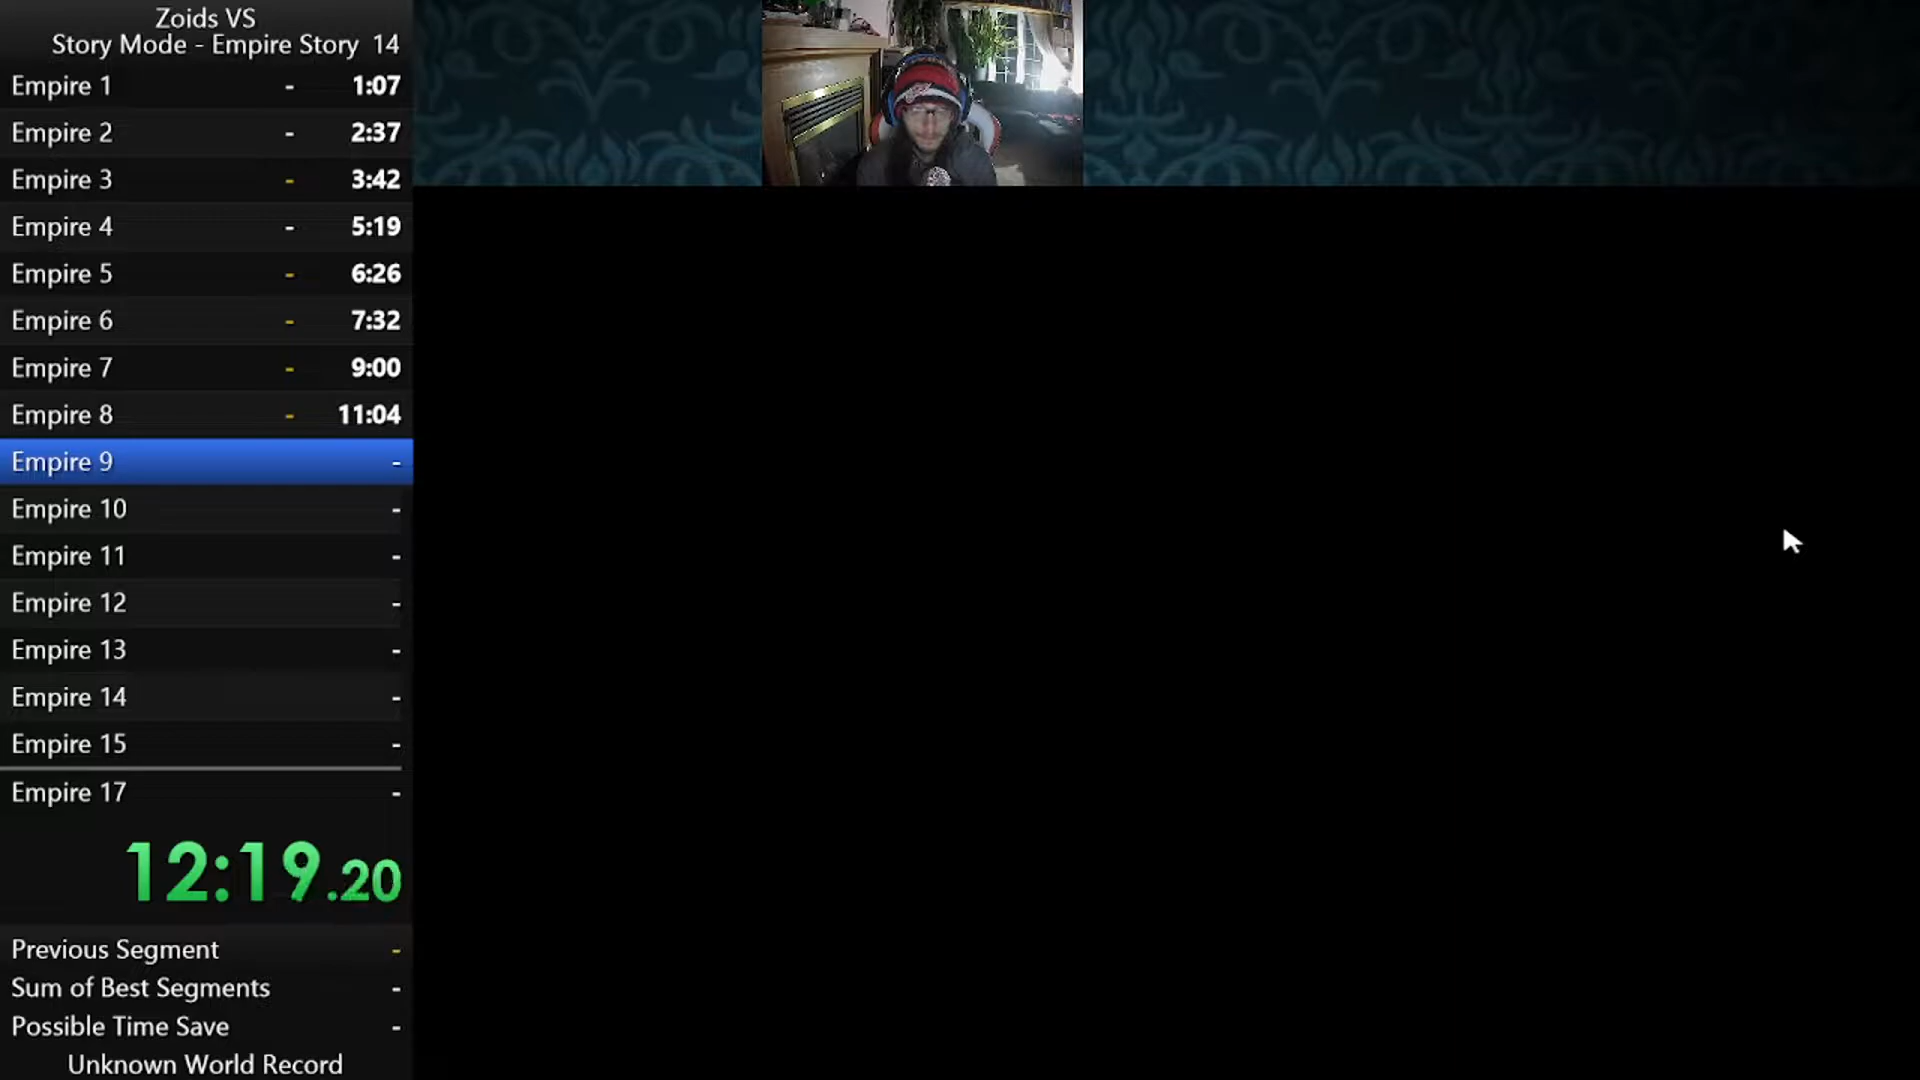 Zoids VS
Story Mode - Empire Story 14
Empire 1 - 1:07
Empire 2 - 2:37
Empire 3 - 3:42
Empire 4 - 5:19
Empire 5 - 6:26
Empire 6 - 7:32
Empire 7 - 9:00
Empire 8 - 11:04
Empire 9 -
Empire 10 -
Empire 11 -
Empire 12 -
Empire 13 -
Empire 14 -
Empire 15 -
Empire 17 -
12:19.20
Previous Segment -
Sum of Best Segments -
Possible Time Save -
Unknown World Record